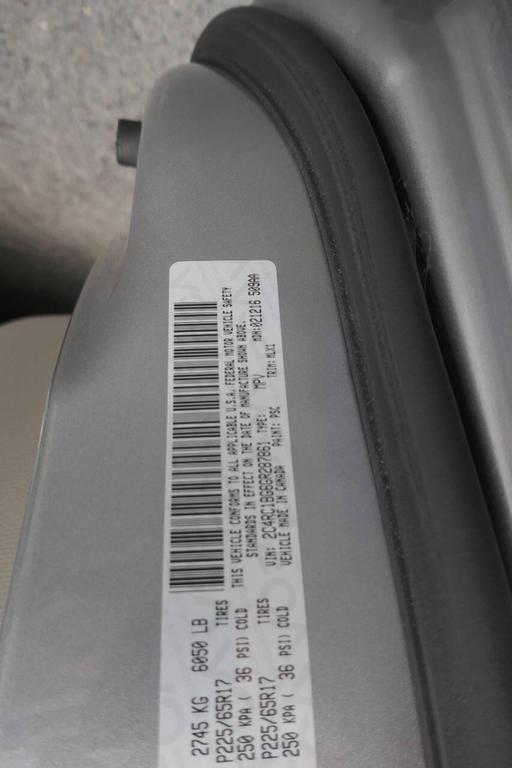 2745 KG 6050 LB
P225/65R17 TIRES
250 KPA ( 36 PSI) COLD
P225/65R17 TIRES
250 KPA ( 36 PSI) COLD
THIS VEHICLE CONFORMS TO ALL APPLICABLE U.S.A. FEDERAL MOTOR VEHICLE SAFETY
STANDARDS IN EFFECT ON THE DATE OF MANUFACTURE SHOWN ABOVE.
VIN: 2C4RC1BG6GR287861 TYPE: MPV MDH:021216 509AA
VEHICLE MADE IN CANADA PAINT: PSC TRIM: MLX1